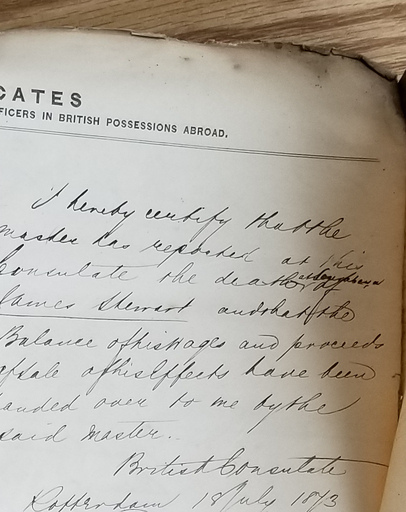 CATES
FICERS IN BRITISH POSSESSIONS ABROAD,
I hereby certify that the
master has reported at this
Consulate the death of
James Stewart and that the
Balance of his Wages and proceeds
of sale of his Effects have been
anded over to me by the
said master.
British Consulate
Rotterdam 18 July 1873